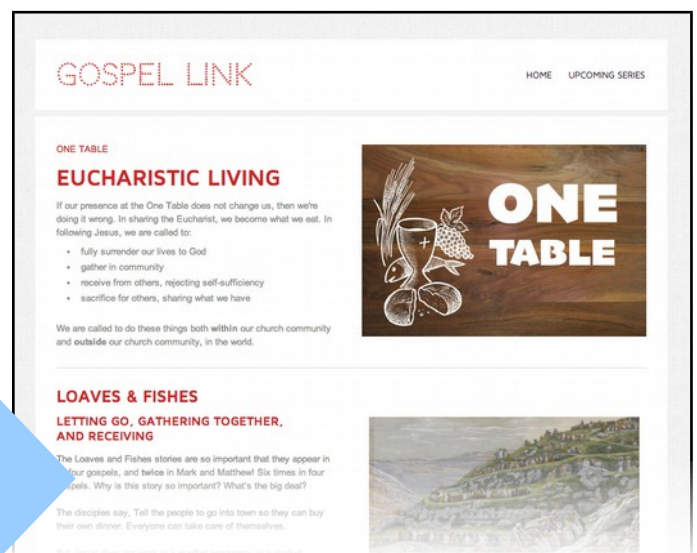 GOSPEL LINK
HOME UPCOMING SERIES
ONE TABLE
EUCHARISTIC LIVING
If our presence at the One Table does not change us, then we're
doing it wrong. In sharing the Eucharist, we become what we eat. In
following Jesus, we are called to:
• fully surrender our lives to God
• gather in community
• receive from others, rejecting self-sufficiency
• sacrifice for others, sharing what we have
We are called to do these things both within our church community
and outside our church community, in the world.
ONE
TABLE
LOAVES & FISHES
LETTING GO, GATHERING TOGETHER,
AND RECEIVING
The Loaves and Fishes stories are so important that they appear in
four gospels, and twice in Mark and Matthew! Six times in four
Why is this story so important? What's the big deal?
The disciples say, Tell the people to go into town so they can buy
their own dinner. Everyone can take care of themselves.